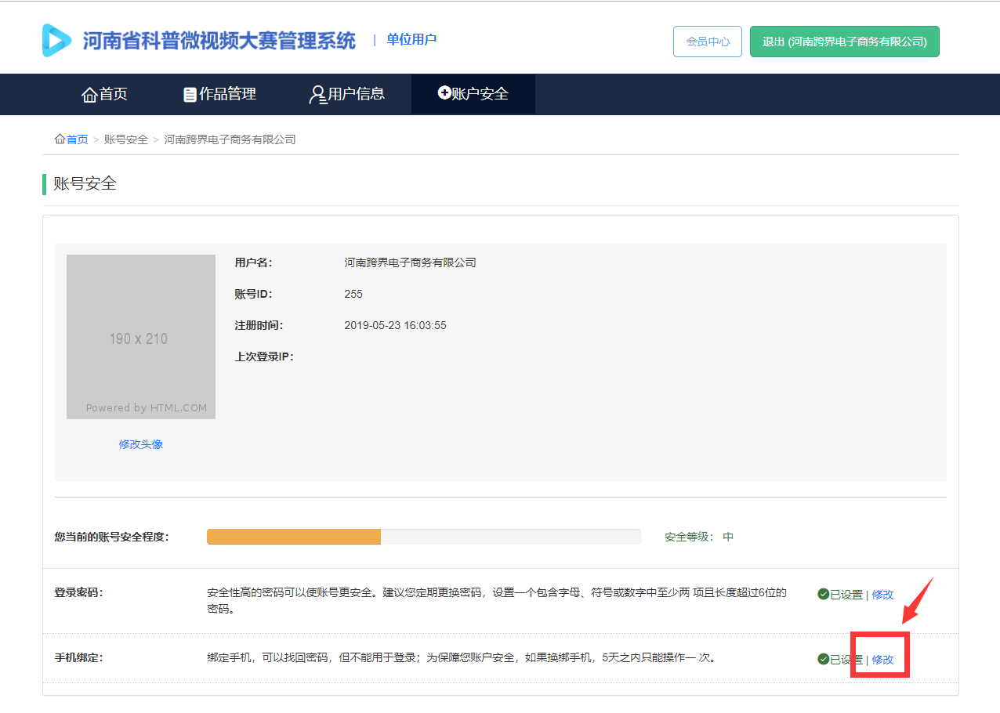 河南省科普微视频大赛管理系统 | 单位用户
会员中心
退出 (河南跨界电子商务有限公司)
首页
作品管理
用户信息
账户安全
首页 > 账号安全 > 河南跨界电子商务有限公司
账号安全
190 x 210
Powered by HTML.COM
修改头像
用户名： 河南跨界电子商务有限公司
账号ID： 255
注册时间： 2019-05-23 16:03:55
上次登录IP：
您当前的账号安全程度： 安全等级： 中
登录密码： 安全性高的密码可以使账号更安全。建议您定期更换密码，设置一个包含字母、符号或数字中至少两 项且长度超过6位的
密码。
已设置 | 修改
手机绑定： 绑定手机，可以找回密码，但不能用于登录；为保障您账户安全，如果换绑手机，5天之内只能操作一 次。
已设置 | 修改